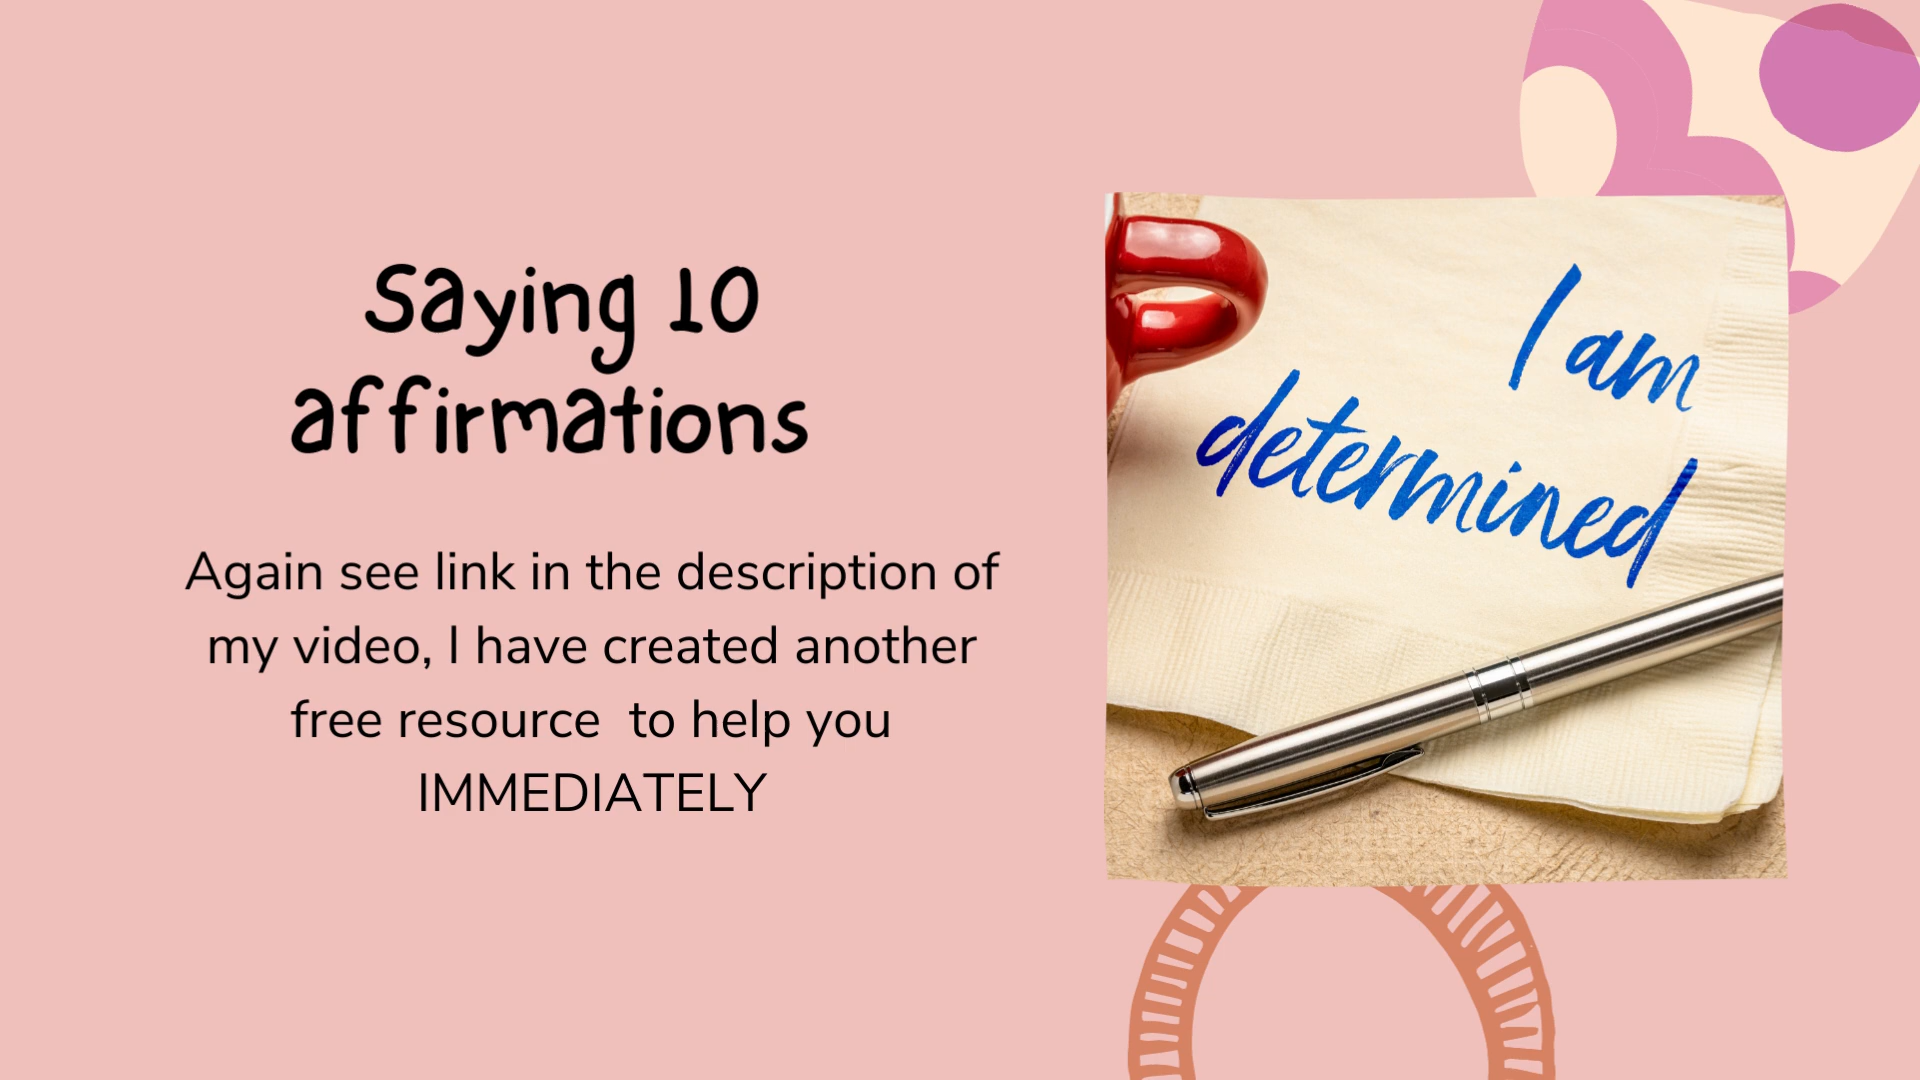 Saying 10
affirmations
Again see link in the description of
my video, I have created another
free resource  to help you
IMMEDIATELY
I am
determined